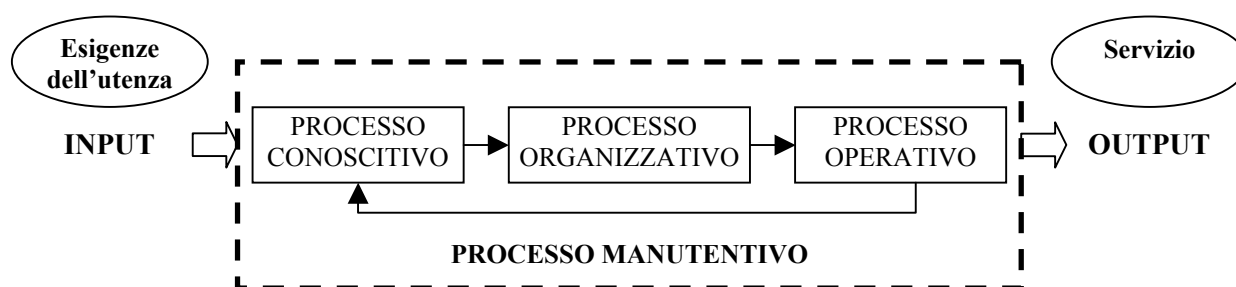 Esigenze
dell’utenza
Servizio
INPUT
PROCESSO
CONOSCITIVO
PROCESSO
ORGANIZZATIVO
PROCESSO
OPERATIVO
OUTPUT
PROCESSO MANUTENTIVO